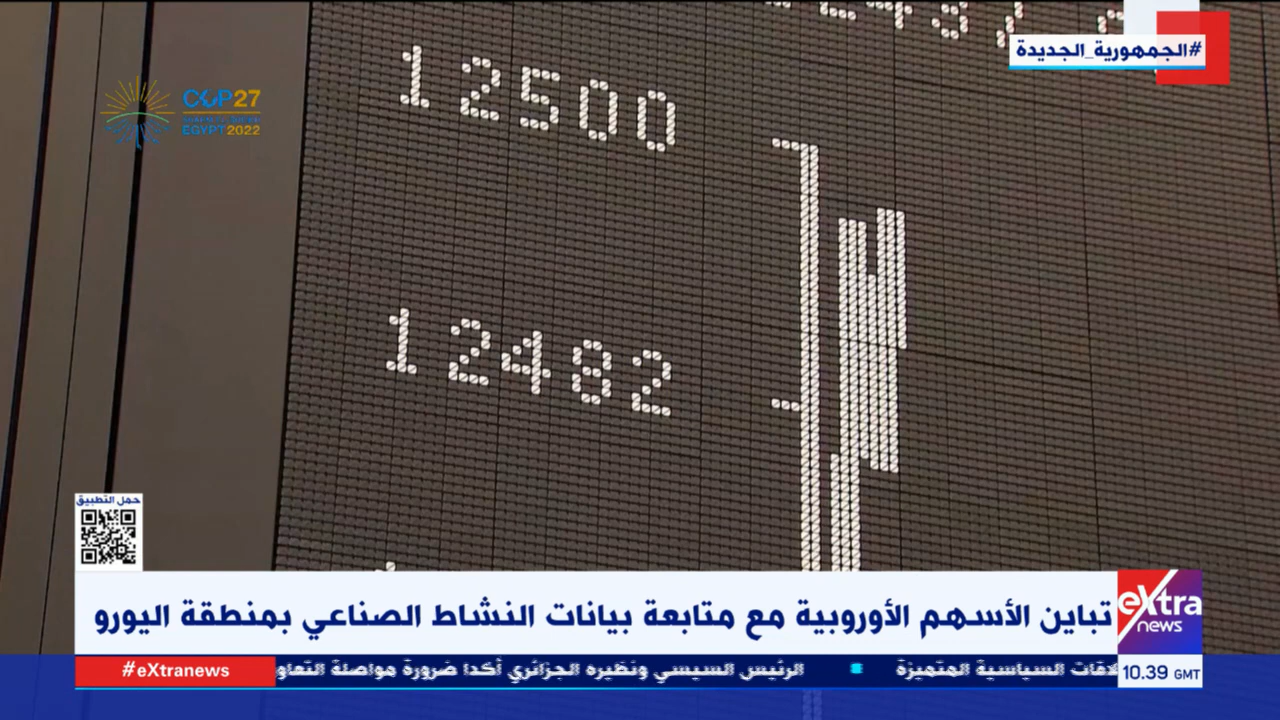 #الجمهورية_الجديدة
12500
COP27
EGYPT 2022
12482
حمل التطبيق
تباين الأسهم الأوروبية مع متابعة بيانات النشاط الصناعي بمنطقة اليورو
eXtra news
#eXtranews
السياسية المتميزة ▪ الرئيس السيسي ونظيره الجزائري أكدا ضرورة مواصلة
10.39 GMT